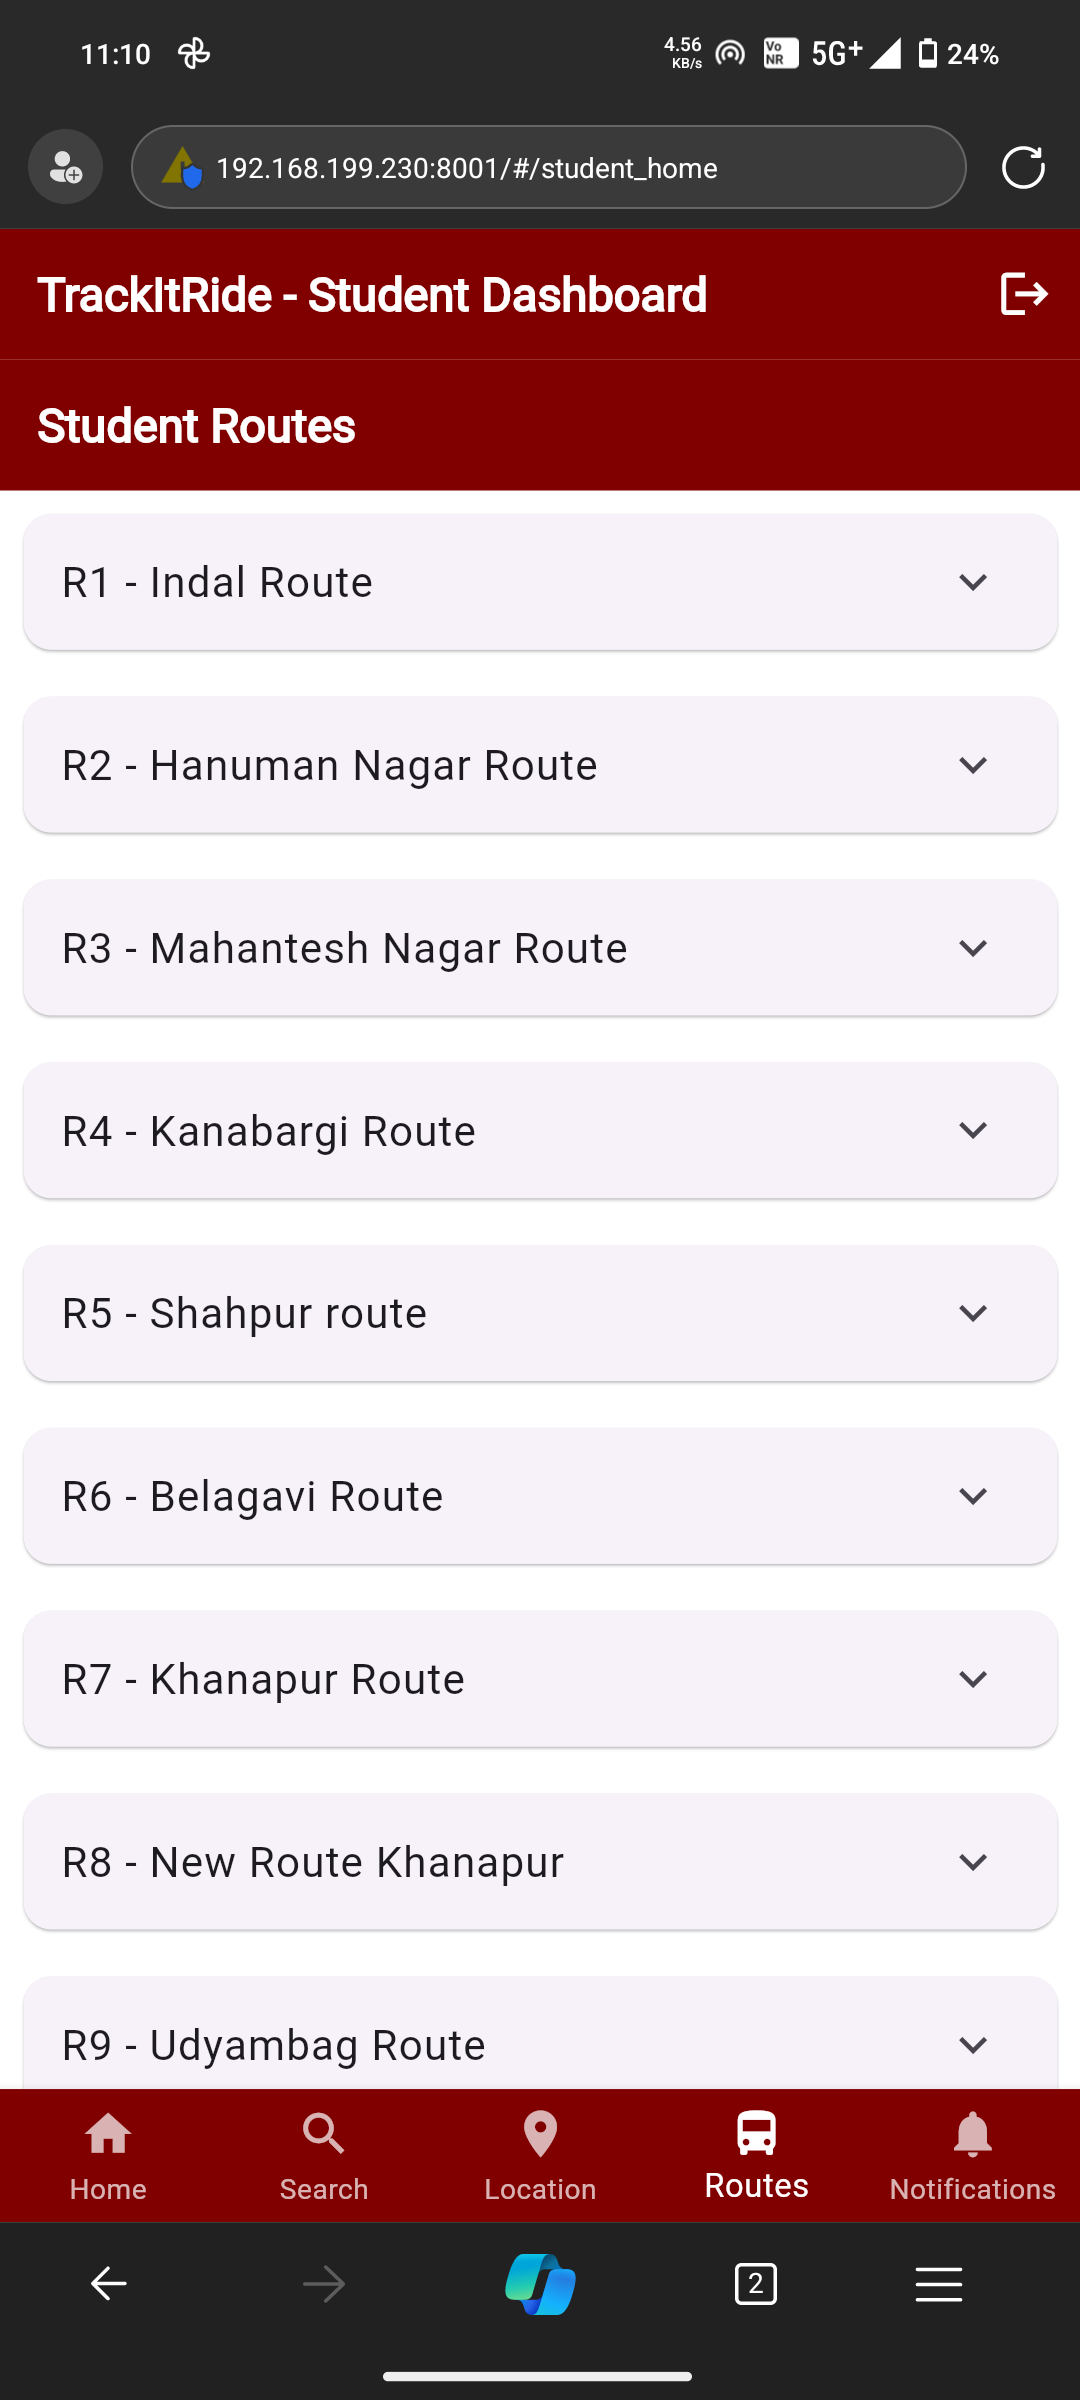 11:10
4.56
KB/s
Vo
NR
5G+
24%
192.168.199.230:8001/#/student_home
TrackItRide - Student Dashboard
Student Routes
R1 - Indal Route
R2 - Hanuman Nagar Route
R3 - Mahantesh Nagar Route
R4 - Kanabargi Route
R5 - Shahpur route
R6 - Belagavi Route
R7 - Khanapur Route
R8 - New Route Khanapur
R9 - Udyambag Route
Home
Search
Location
Routes
Notifications
2